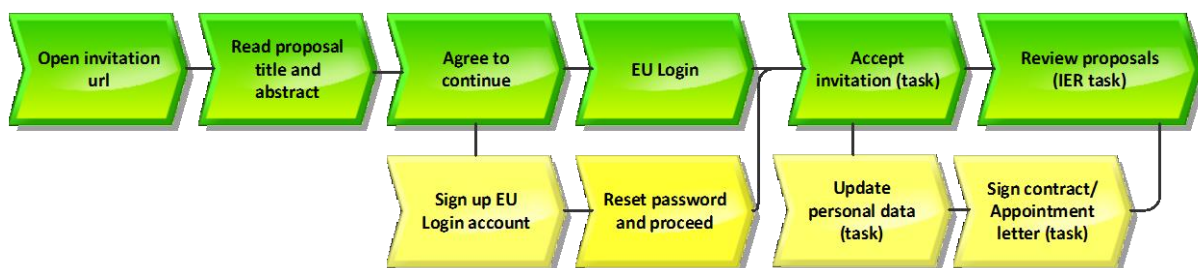 Open invitation
url
Read proposal
title and
abstract
Agree to
continue
EU Login
Accept
invitation (task)
Review proposals
(IER task)
Sign up EU
Login account
Reset password
and proceed
Update
personal data
(task)
Sign contract/
Appointment
letter (task)